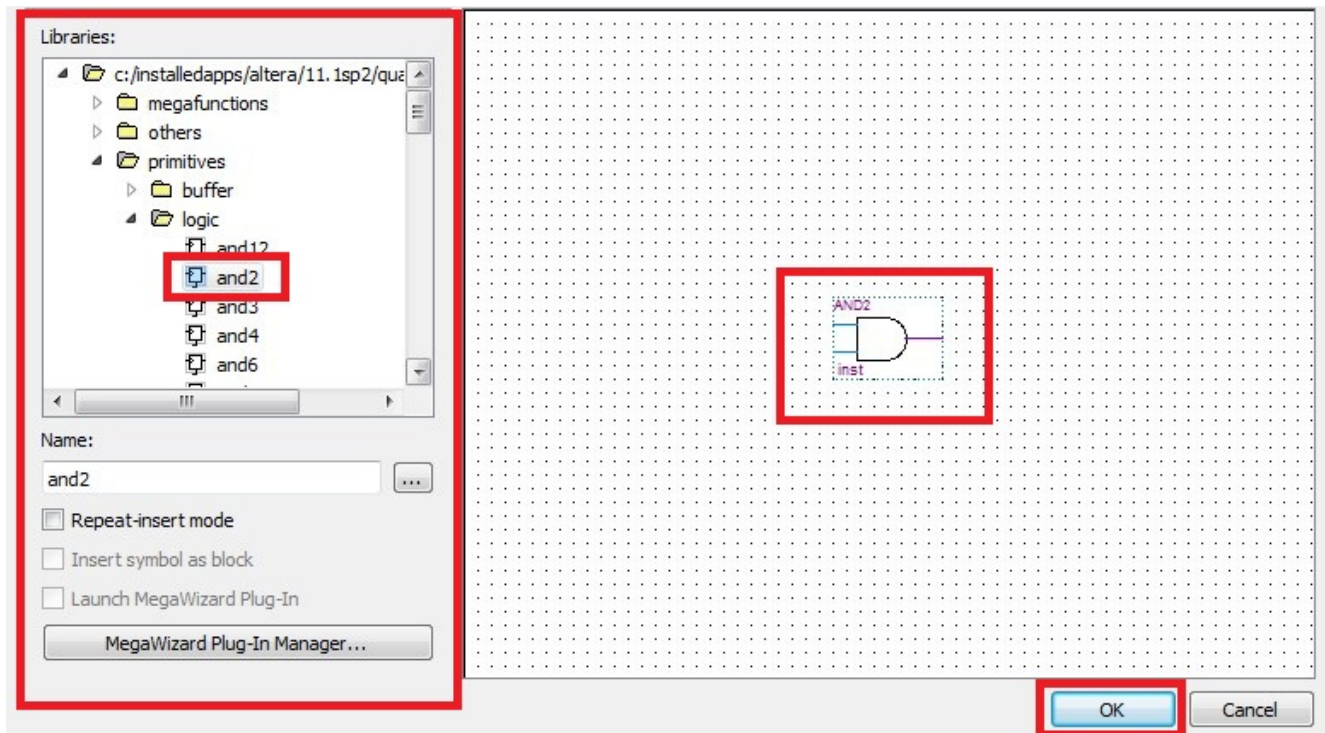 Libraries:
c:/installedapps/altera/11.1sp2/qua
megafunctions
others
primitives
buffer
logic
and12
and2
and3
and4
and6
Name:
and2
...
Repeat-insert mode
Insert symbol as block
Launch MegaWizard Plug-In
MegaWizard Plug-In Manager...
AND2
inst
OK
Cancel